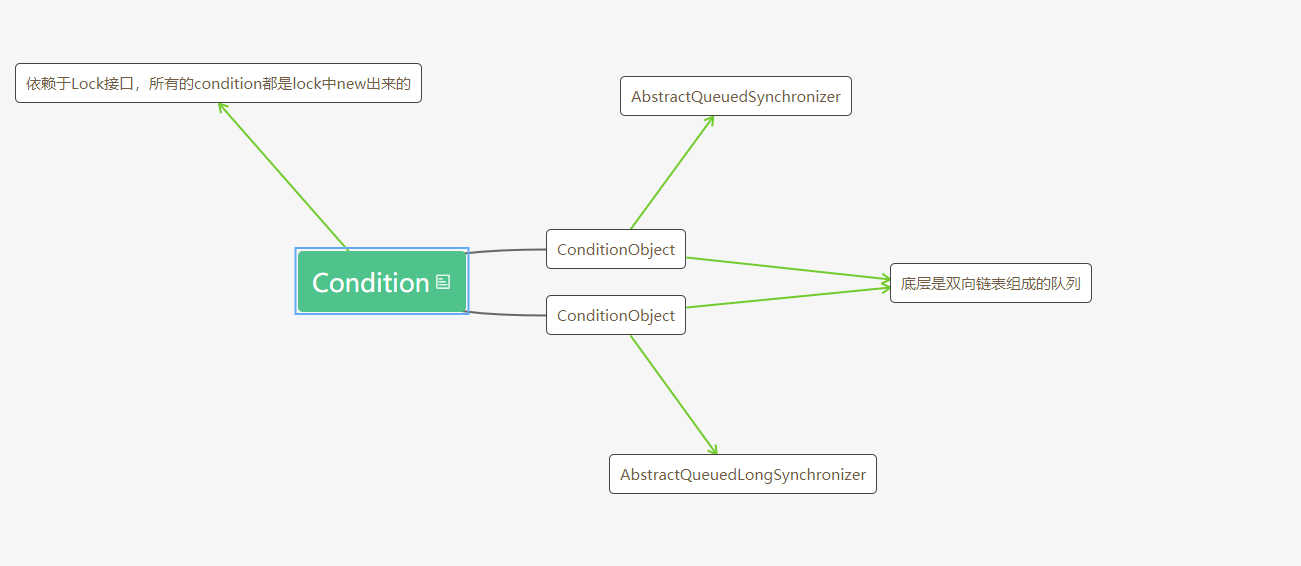 依赖于Lock接口，所有的condition都是lock中new出来的
AbstractQueuedSynchronizer
ConditionObject
Condition
底层是双向链表组成的队列
ConditionObject
AbstractQueuedLongSynchronizer